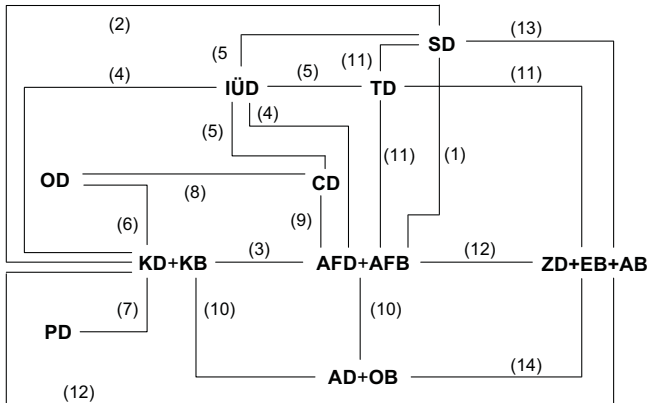 (2)
(13)
SD
(5
(11)
(4)
(5)
(11)
IÜD
TD
(4)
(5)
(11)
(1)
OD
(8)
CD
(6)
(9)
(3)
(12)
KD+KB
AFD+AFB
ZD+EB+AB
(7)
(10)
(10)
PD
(14)
AD+OB
(12)